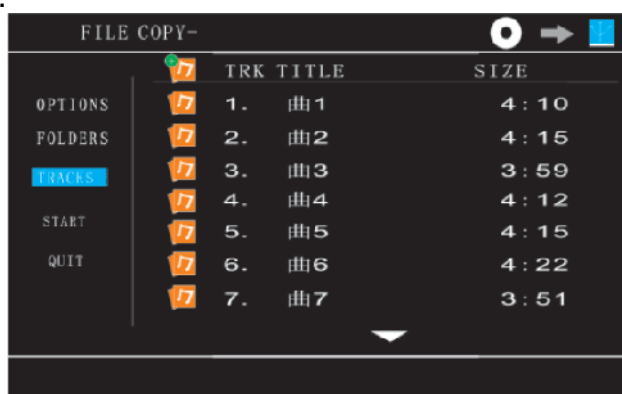 FILE COPY-
TRK TITLE SIZE
OPTIONS
FOLDERS
TRACKS
START
QUIT
1. 曲1 4:10
2. 曲2 4:15
3. 曲3 3:59
4. 曲4 4:12
5. 曲5 4:15
6. 曲6 4:22
7. 曲7 3:51